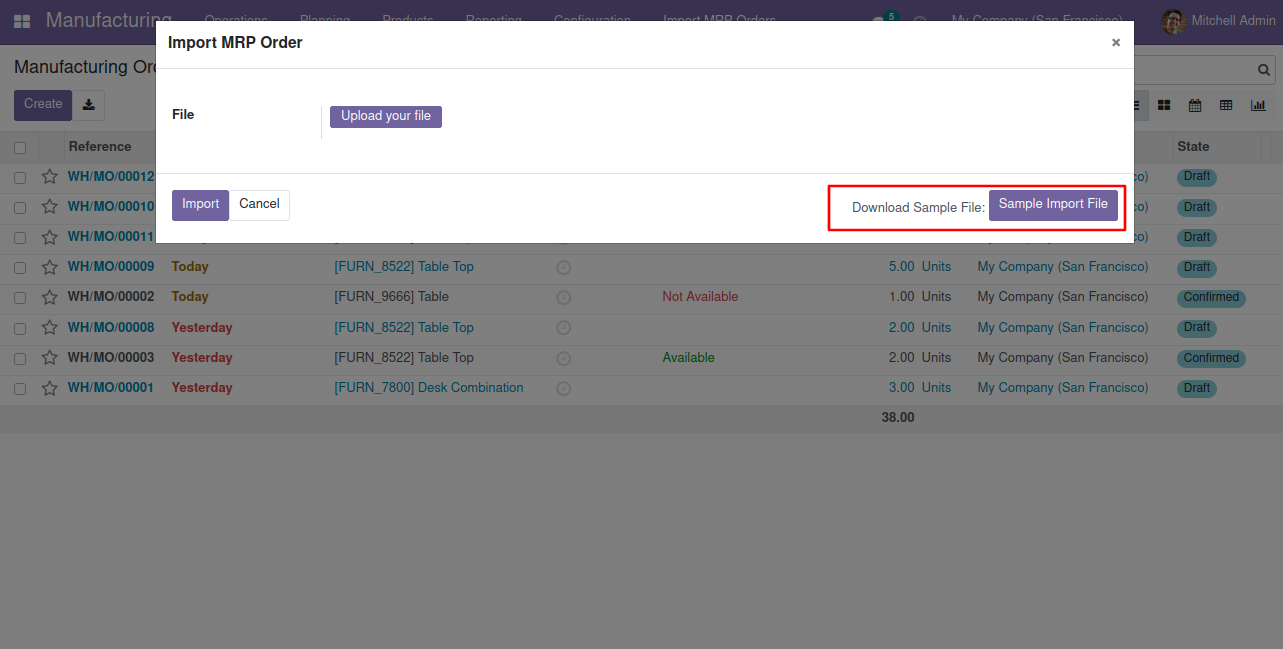 Manufacturing Operations Planning Products Reporting Configuration Import MRP Orders 5 My Company (San Francisco) Mitchell Admin
Import MRP Order ×
Manufacturing Or
Create
File Upload your file
Reference State
WH/MO/00012 co) Draft
Import Cancel Download Sample File: Sample Import File
WH/MO/00010 co) Draft
WH/MO/00011 co) Draft
WH/MO/00009 Today [FURN_8522] Table Top 5.00 Units My Company (San Francisco) Draft
WH/MO/00002 Today [FURN_9666] Table Not Available 1.00 Units My Company (San Francisco) Confirmed
WH/MO/00008 Yesterday [FURN_8522] Table Top 2.00 Units My Company (San Francisco) Draft
WH/MO/00003 Yesterday [FURN_8522] Table Top Available 2.00 Units My Company (San Francisco) Confirmed
WH/MO/00001 Yesterday [FURN_7800] Desk Combination 3.00 Units My Company (San Francisco) Draft
38.00